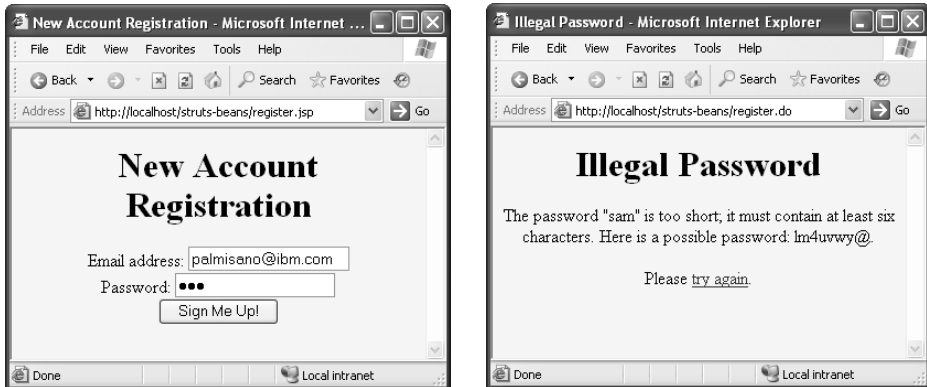 New Account Registration - Microsoft Internet ...
File Edit View Favorites Tools Help
Back Search Favorites
Address http://localhost/struts-beans/register.jsp Go
New Account
Registration
Email address: palmisano@ibm.com
Password: •••
Sign Me Up!
Done Local intranet
Illegal Password - Microsoft Internet Explorer
File Edit View Favorites Tools Help
Back Search Favorites
Address http://localhost/struts-beans/register.do Go
Illegal Password
The password "sam" is too short; it must contain at least six
characters. Here is a possible password: lm4uvwy@.
Please try again.
Done Local intranet